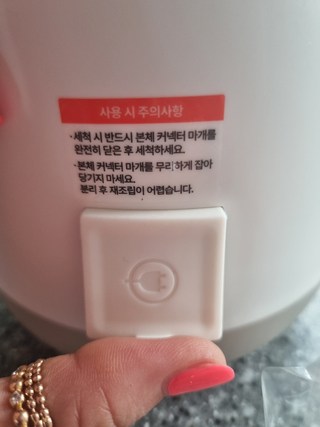 사용 시 주의사항
·세척 시 반드시 본체 커넥터 마개를
완전히 닫은 후 세척하세요.
·본체 커넥터 마개를 무리하게 잡아
당기지 마세요.
분리 후 재조립이 어렵습니다.